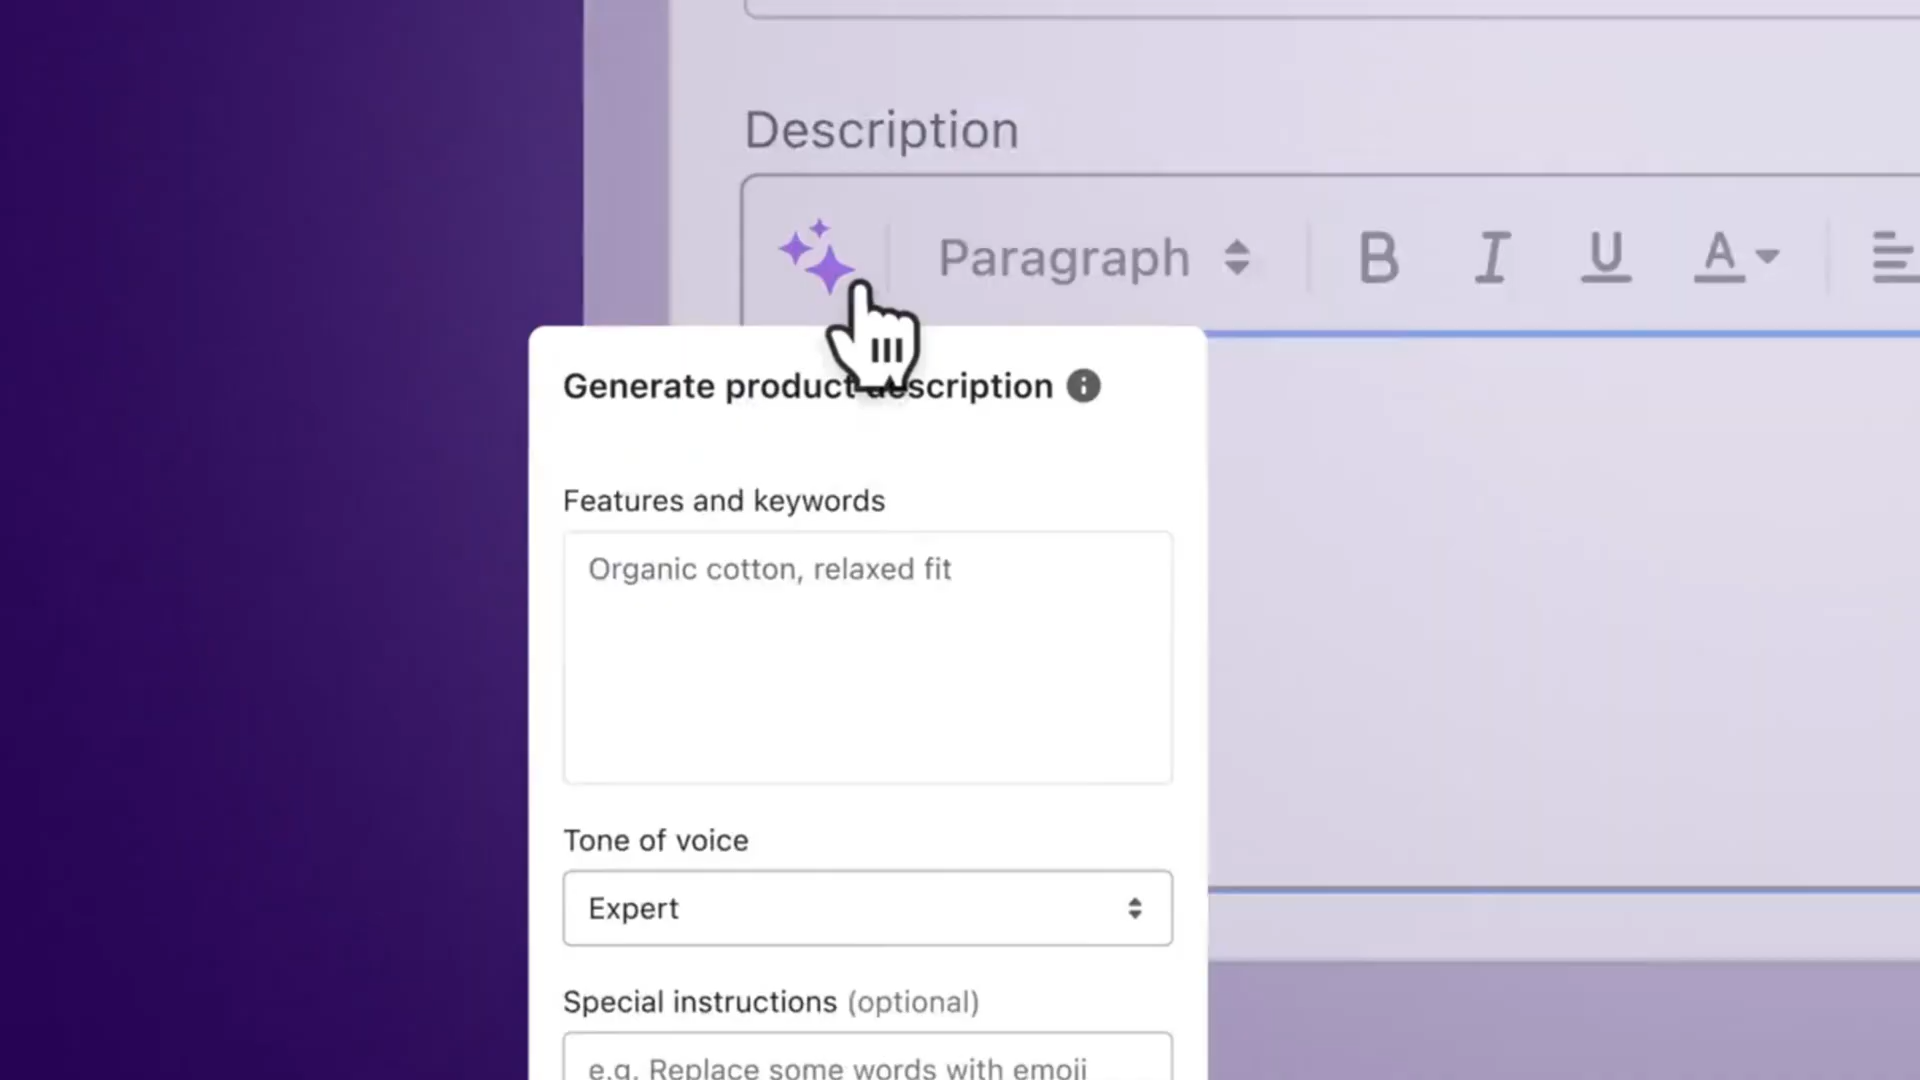 Description
Paragraph B I U A
Generate product description
Features and keywords
Organic cotton, relaxed fit
Tone of voice
Expert
Special instructions (optional)
e.g. Replace some words with emoji